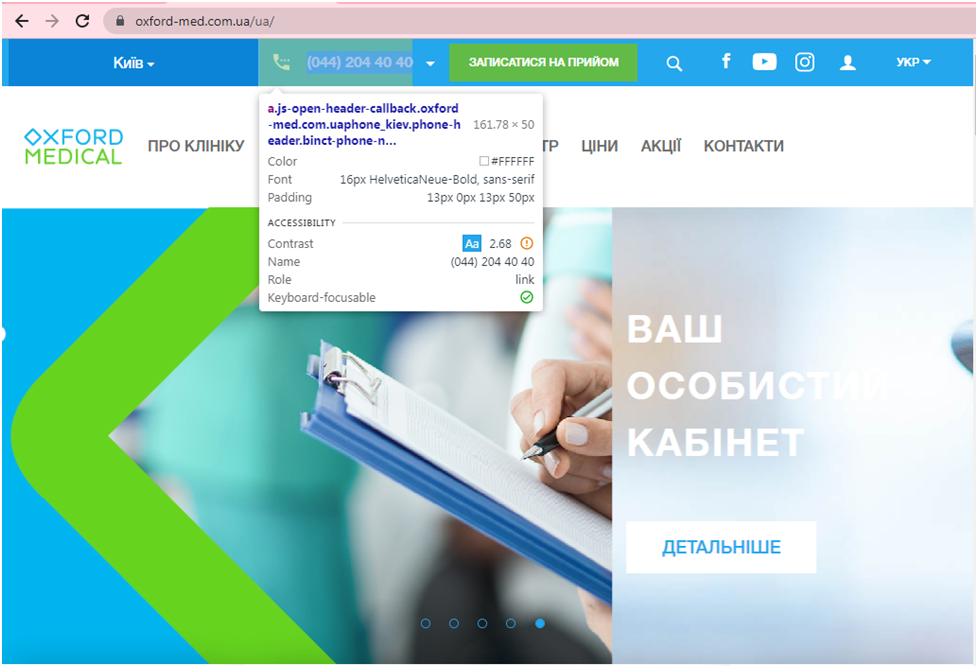 oxford-med.com.ua/ua/
Київ
(044) 204 40 40
ЗАПИСАТИСЯ НА ПРИЙОМ
УКР
OXFORD
MEDICAL
ПРО КЛІНІКУ
ТР
ЦІНИ
АКЦІЇ
КОНТАКТИ
a.js-open-header-callback.oxford
-med.com.uaphone_kiev.phone-h
eader.binct-phone-n...
161.78 × 50
Color #FFFFFF
Font 16px HelveticaNeue-Bold, sans-serif
Padding 13px 0px 13px 50px
ACCESSIBILITY
Contrast Aa 2.68
Name (044) 204 40 40
Role link
Keyboard-focusable
ВАШ
ОСОБИСТИЙ
КАБІНЕТ
ДЕТАЛЬНІШЕ